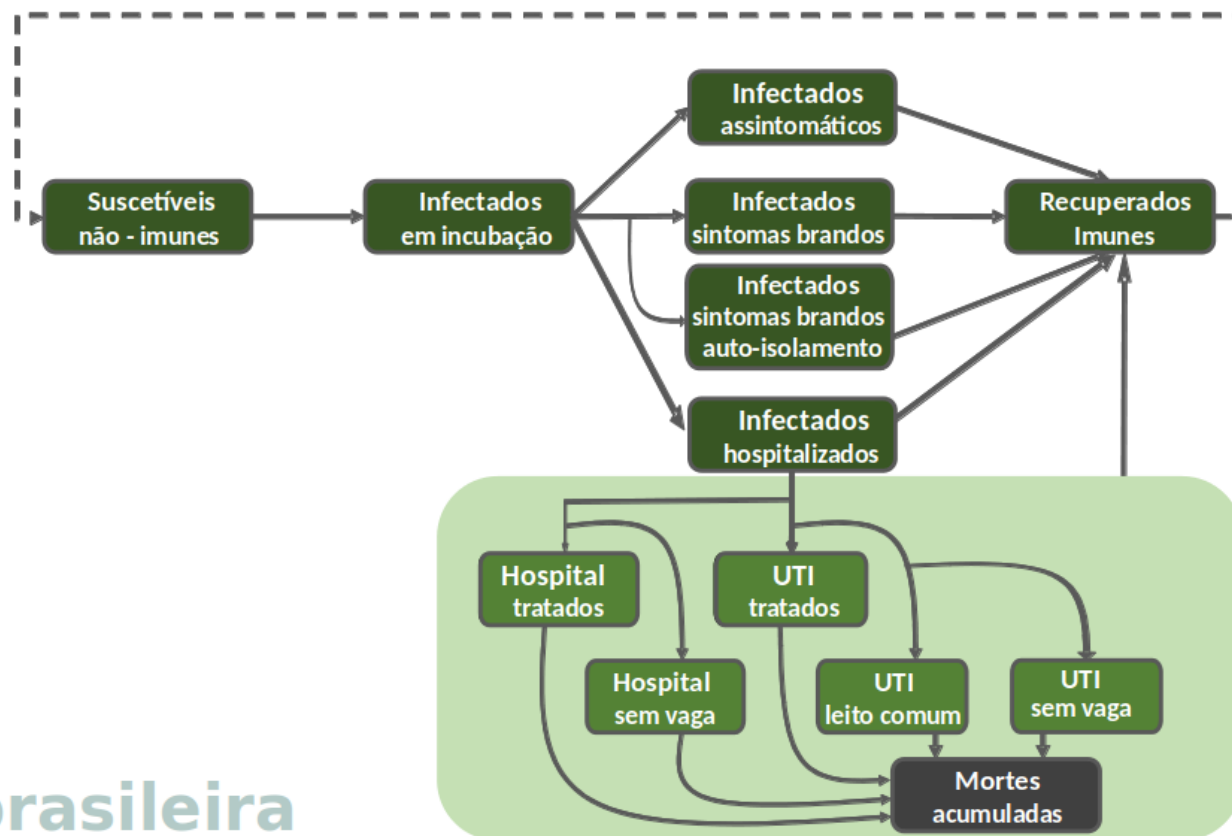 Infectados
assintomáticos
Suscetíveis
não - imunes
Infectados
em incubação
Infectados
sintomas brandos
Recuperados
Imunes
Infectados
sintomas brandos
auto-isolamento
Infectados
hospitalizados
Hospital
tratados
UTI
tratados
Hospital
sem vaga
UTI
leito comum
UTI
sem vaga
Mortes
acumuladas
brasileira